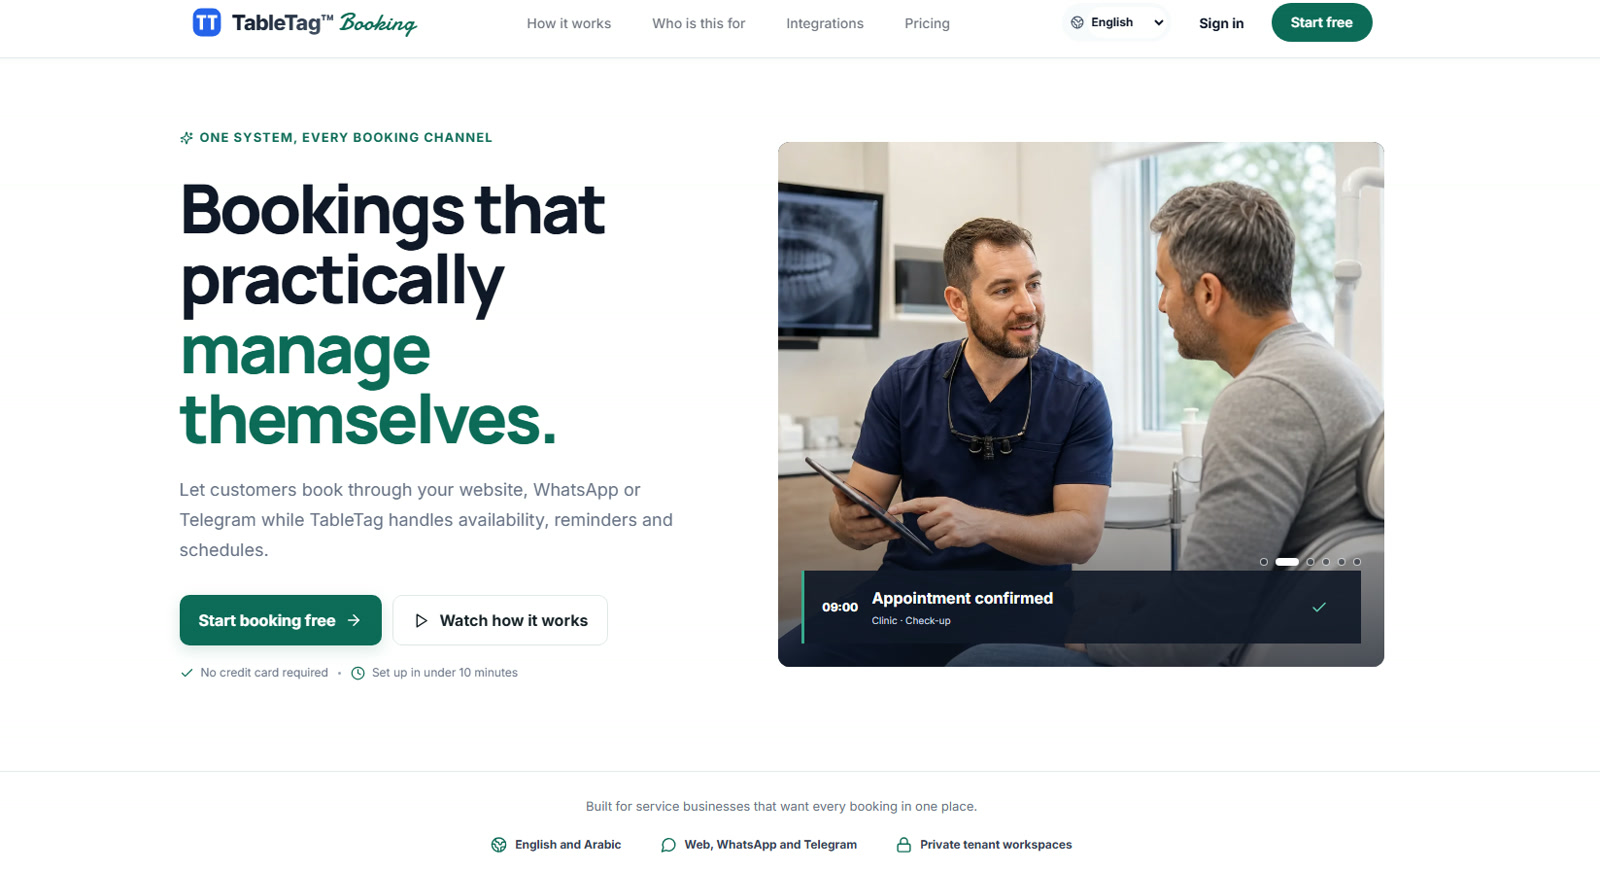 TT TableTag™ Booking
How it works
Who is this for
Integrations
Pricing
English
Sign in
Start free
ONE SYSTEM, EVERY BOOKING CHANNEL
Bookings that
practically
manage
themselves.
Let customers book through your website, WhatsApp or
Telegram while TableTag handles availability, reminders and
schedules.
Start booking free
Watch how it works
No credit card required • Set up in under 10 minutes
09:00
Appointment confirmed
Clinic · Check-up
Built for service businesses that want every booking in one place.
English and Arabic
Web, WhatsApp and Telegram
Private tenant workspaces